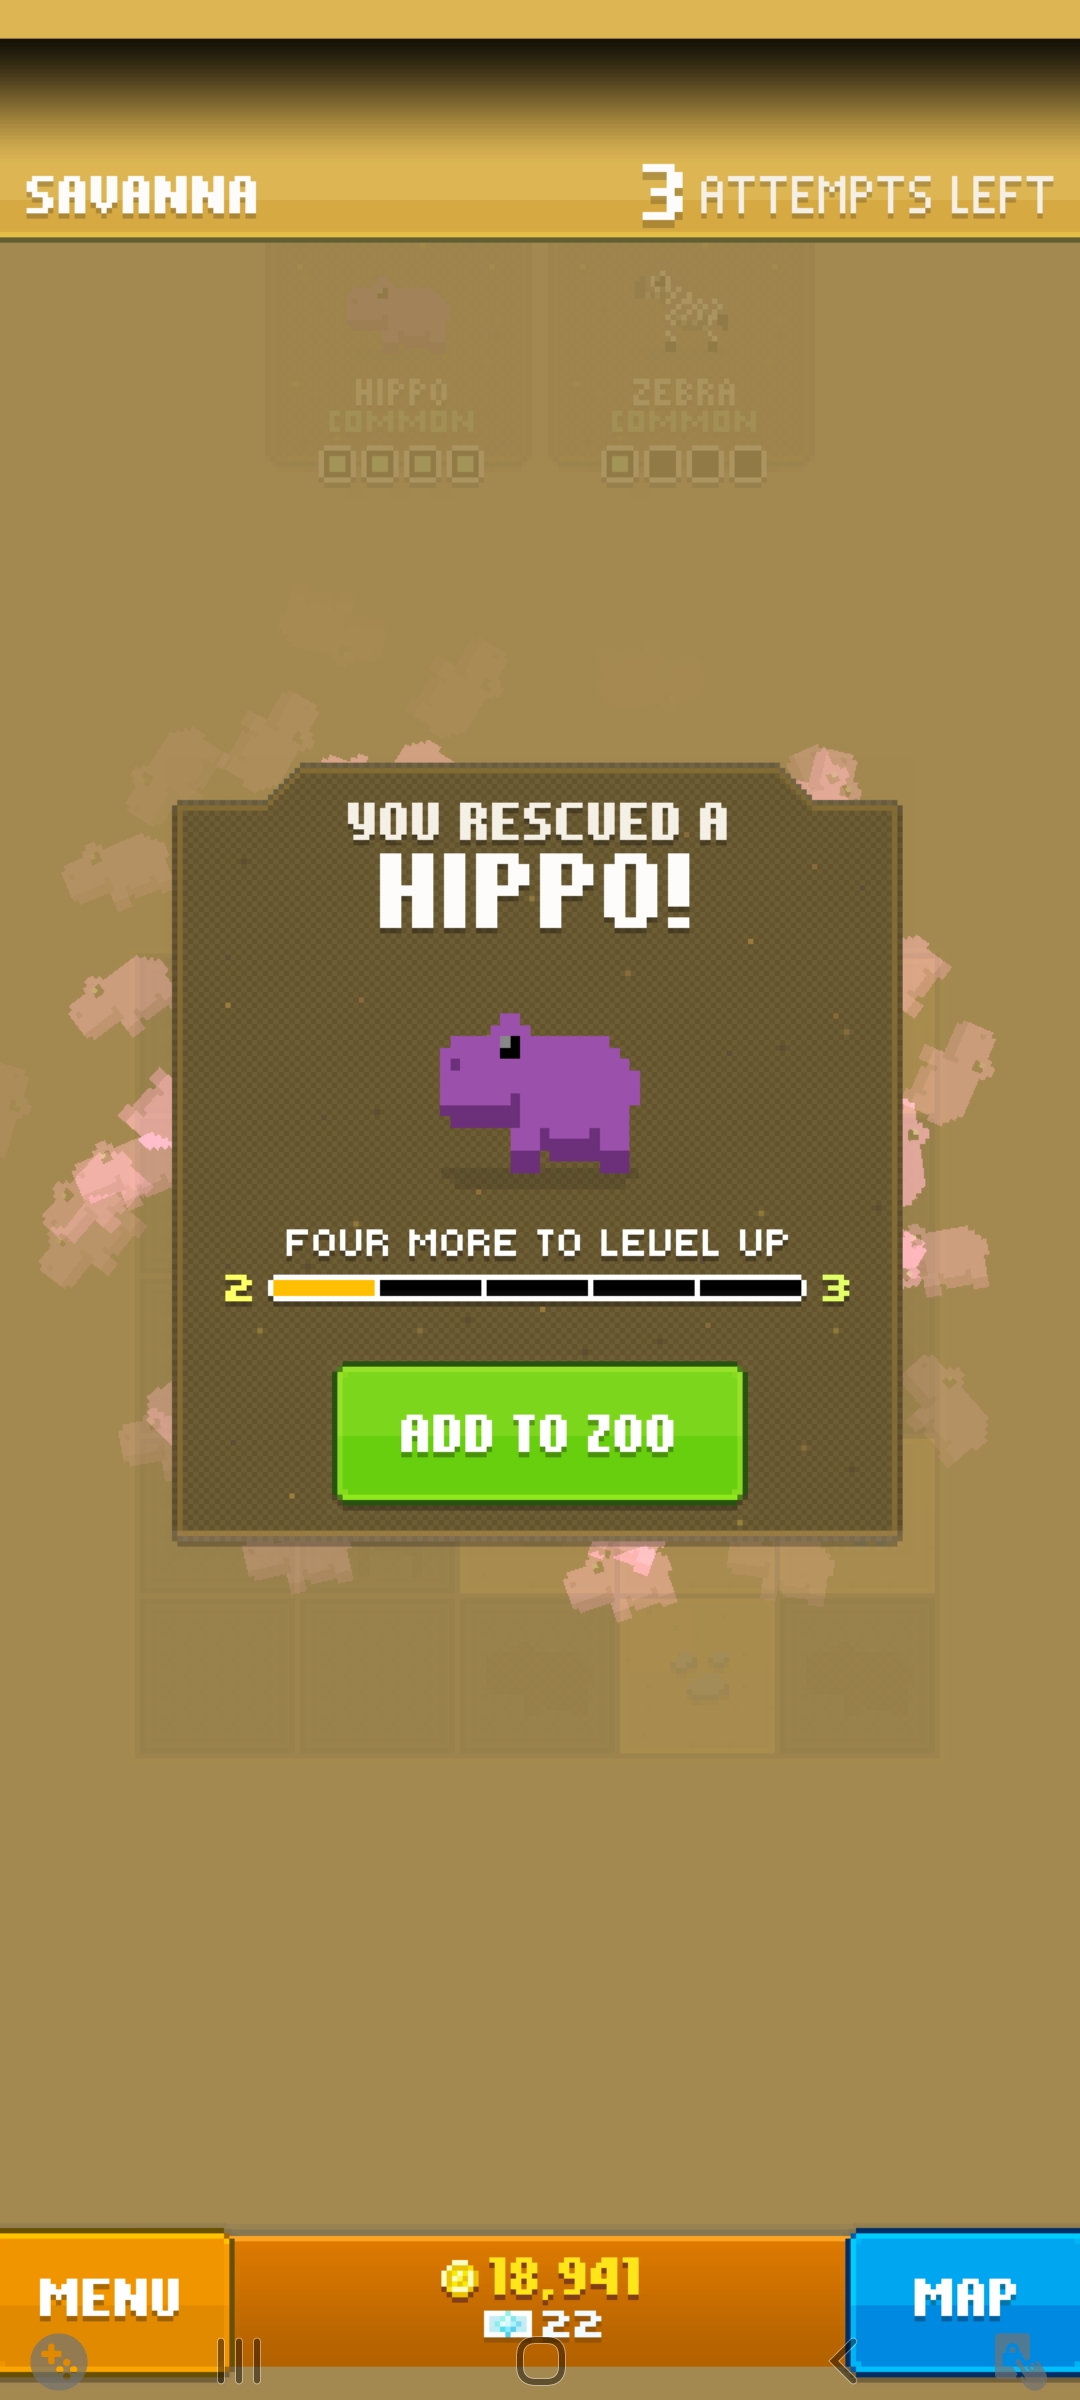 SAVANNA
3 ATTEMPTS LEFT
HIPPO
COMMON
ZEBRA
COMMON
YOU RESCUED A
HIPPO!
FOUR MORE TO LEVEL UP
2
3
ADD TO ZOO
MENU
18,941
22
MAP